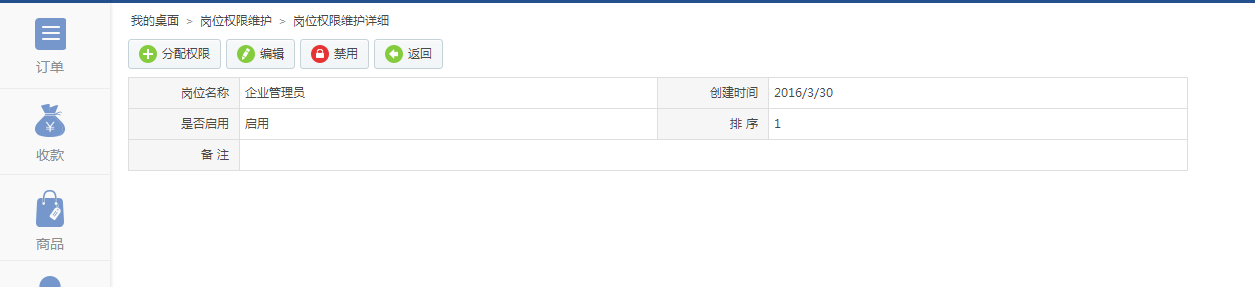 我的桌面 > 岗位权限维护 > 岗位权限维护详细
分配权限 编辑 禁用 返回
岗位名称 企业管理员 创建时间 2016/3/30
是否启用 启用 排 序 1
备 注
订单
¥
收款
商品